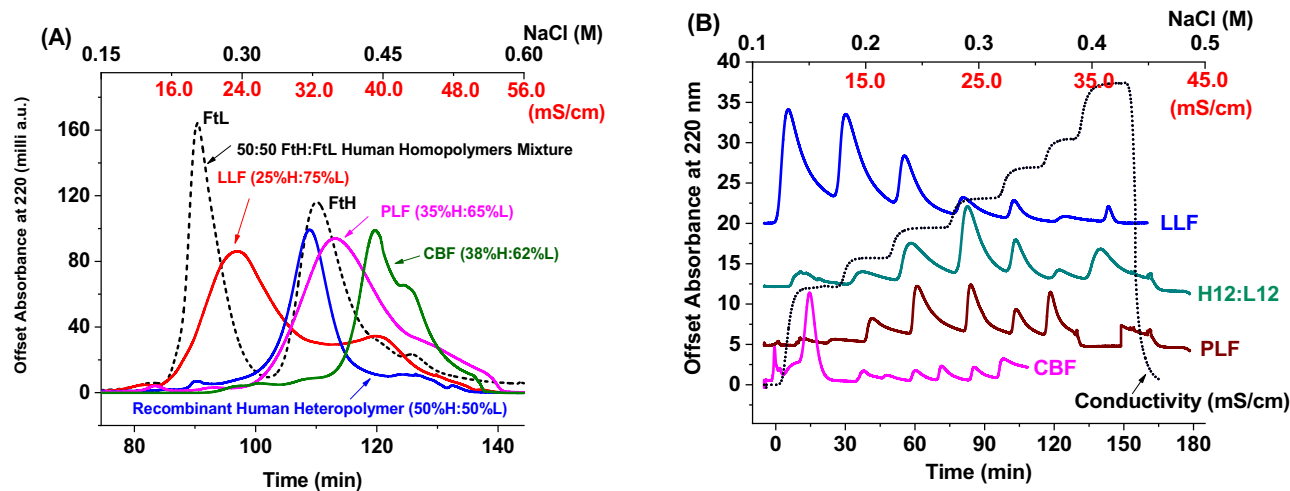 (A)
NaCl (M)
0.15 0.30 0.45 0.60
16.0 24.0 32.0 40.0 48.0 56.0
(mS/cm)
FtL
50:50 FtH:FtL Human Homopolymers Mixture
LLF (25%H:75%L)
FtH
PLF (35%H:65%L)
CBF (38%H:62%L)
Recombinant Human Heteropolymer (50%H:50%L)
Offset Absorbance at 220 (milli a.u.)
160
120
80
40
0
80 100 120 140
Time (min)
(B)
NaCl (M)
0.1 0.2 0.3 0.4 0.5
15.0 25.0 35.0 45.0
(mS/cm)
Offset Absorbance at 220 nm
40
35
30
25
20
15
10
5
0
LLF
H12:L12
PLF
CBF
Conductivity (mS/cm)
0 30 60 90 120 150 180
Time (min)